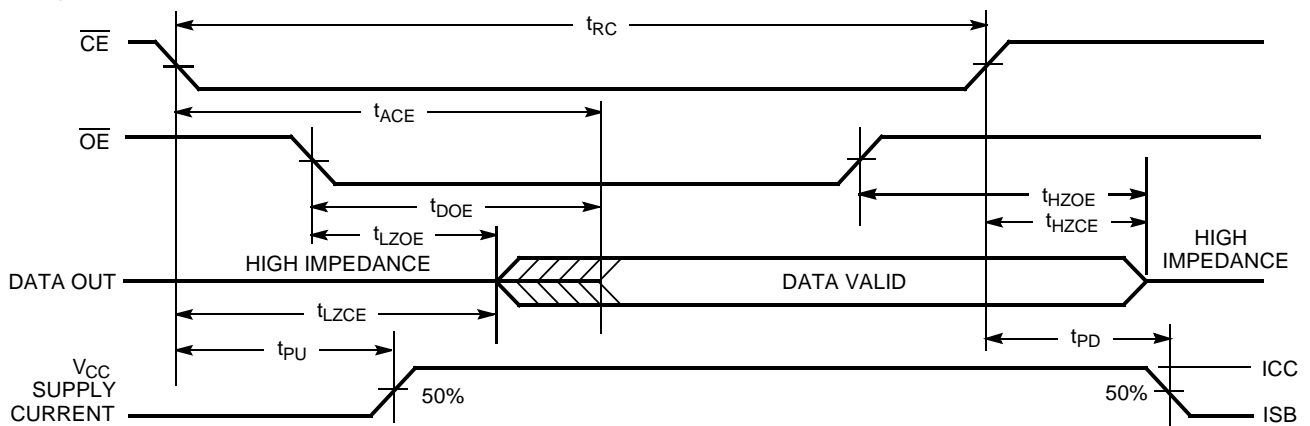 tRC
CE
tACE
OE
tDOE
tHZOE
tLZOE
tHZCE
HIGH IMPEDANCE
HIGH
IMPEDANCE
DATA OUT
DATA VALID
tLZCE
tPU
tPD
VCC
SUPPLY
CURRENT
50%
50%
ICC
ISB